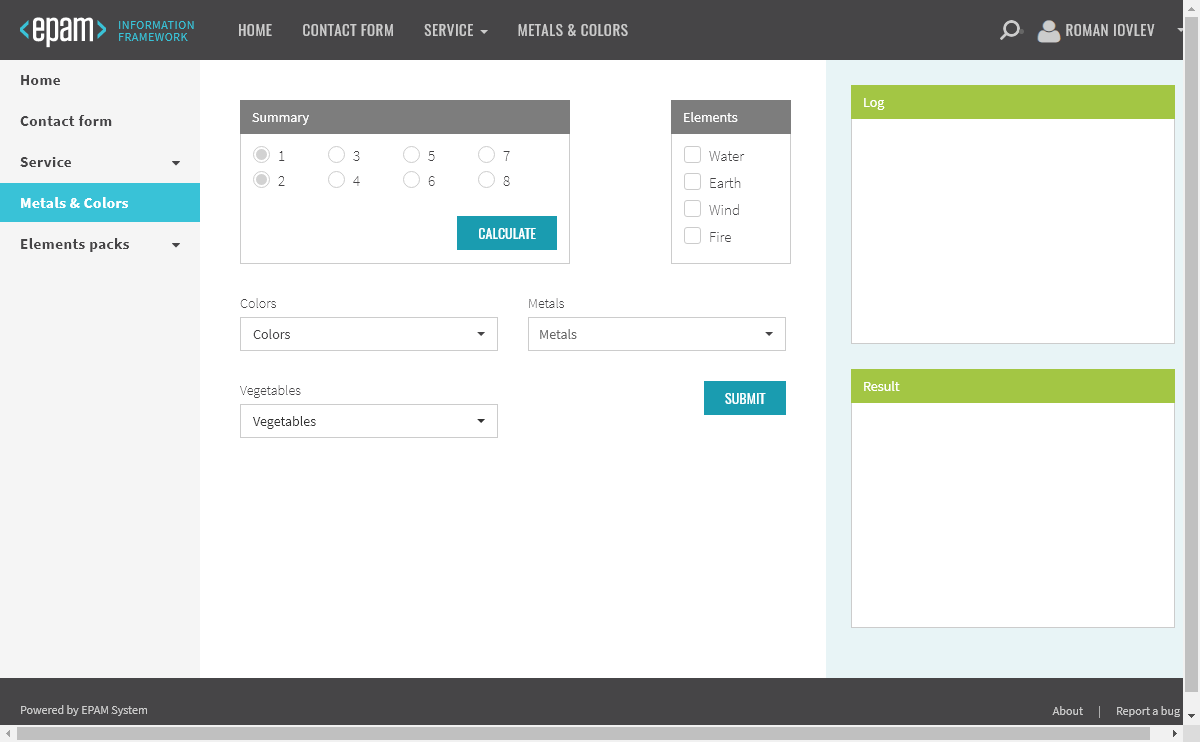 <epam> INFORMATION FRAMEWORK
HOME CONTACT FORM SERVICE METALS & COLORS ROMAN IOVLEV
Home
Contact form
Service
Metals & Colors
Elements packs
Summary
1 3 5 7
2 4 6 8
CALCULATE
Elements
Water
Earth
Wind
Fire
Colors
Colors
Metals
Metals
Vegetables
Vegetables
SUBMIT
Log
Result
Powered by EPAM System
About | Report a bug